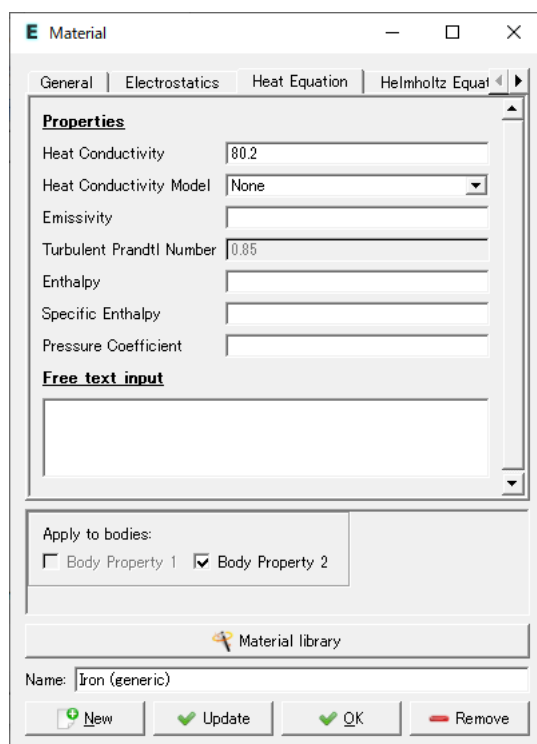 E Material
General Electrostatics Heat Equation Helmholtz Equat
Properties
Heat Conductivity 80.2
Heat Conductivity Model None
Emissivity
Turbulent Prandtl Number 0.85
Enthalpy
Specific Enthalpy
Pressure Coefficient
Free text input
Apply to bodies:
Body Property 1 Body Property 2
Material library
Name: Iron (generic)
New Update OK Remove